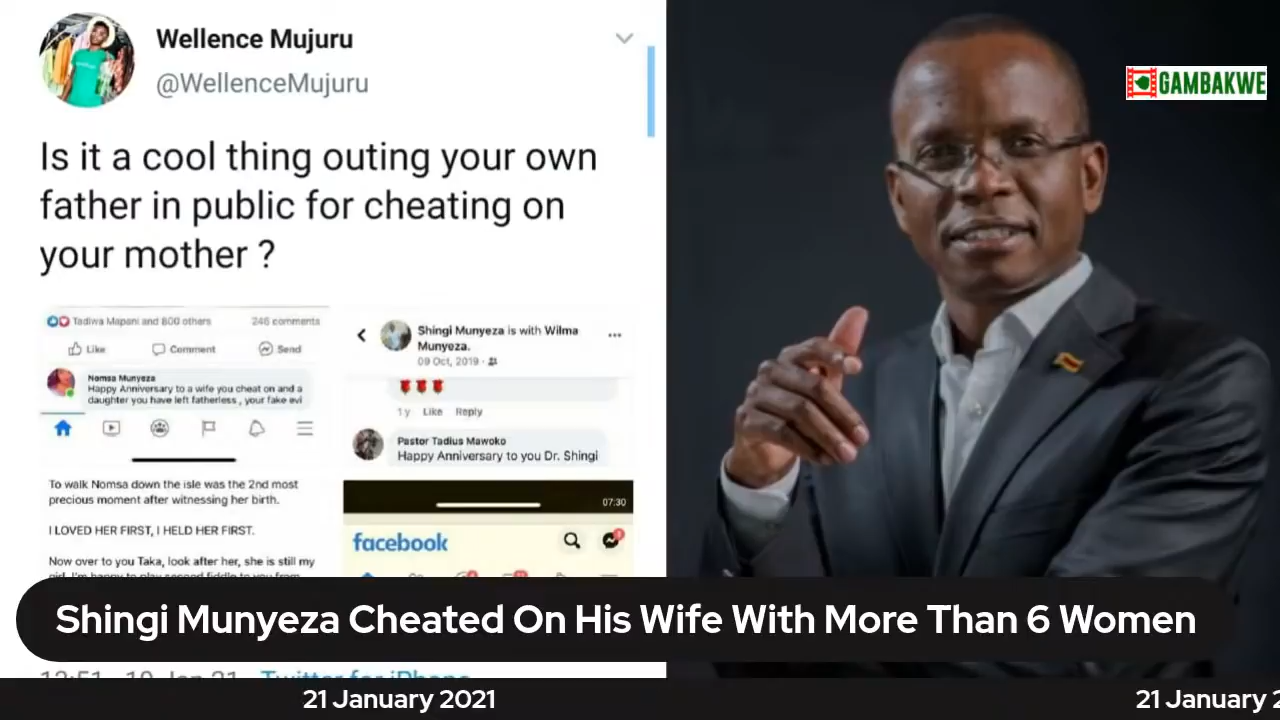 Wellence Mujuru
@WellenceMujuru
Is it a cool thing outing your own
father in public for cheating on
your mother ?
Tadiwa Mapani and 800 others 246 comments
Like Comment Send
Nomsa Munyeza
Happy Anniversary to a wife you cheat on and a
daughter you have left fatherless , your fake evi
To walk Nomsa down the isle was the 2nd most
precious moment after witnessing her birth.
I LOVED HER FIRST, I HELD HER FIRST.
Now over to you Taka, look after her, she is still my
Shingi Munyeza is with Wilma
Munyeza.
09 Oct, 2019
1y Like Reply
Pastor Tadius Mawoko
Happy Anniversary to you Dr. Shingi
07:30
facebook
GAMBAKWE
Shingi Munyeza Cheated On His Wife With More Than 6 Women
21 January 2021
21 January 2